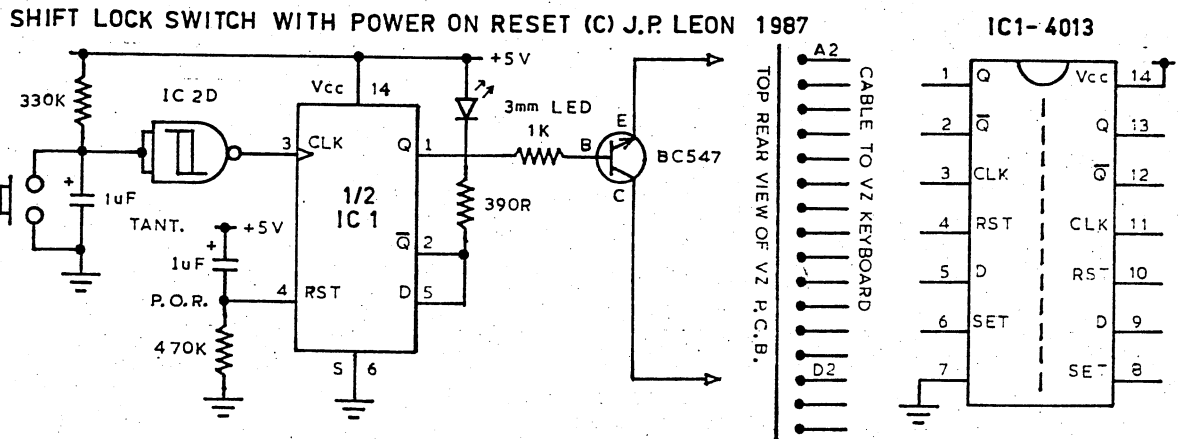 SHIFT LOCK SWITCH WITH POWER ON RESET (C) J.P. LEON 1987
IC1-4013
+5V
330K
IC 2D
Vcc 14
3mm LED
1K
3 CLK
Q 1
B
E
C
BC547
+
1uF
TANT.
1/2
IC 1
390R
+5V
+
1uF
Q̅ 2
P.O.R.
4 RST
D 5
470K
S 6
TOP REAR VIEW OF VZ P.C.B.
A2
D2
CABLE TO VZ KEYBOARD
1 Q
Vcc 14
2 Q̅
Q 13
3 CLK
Q̅ 12
4 RST
CLK 11
5 D
RST 10
6 SET
D 9
7
SET 8